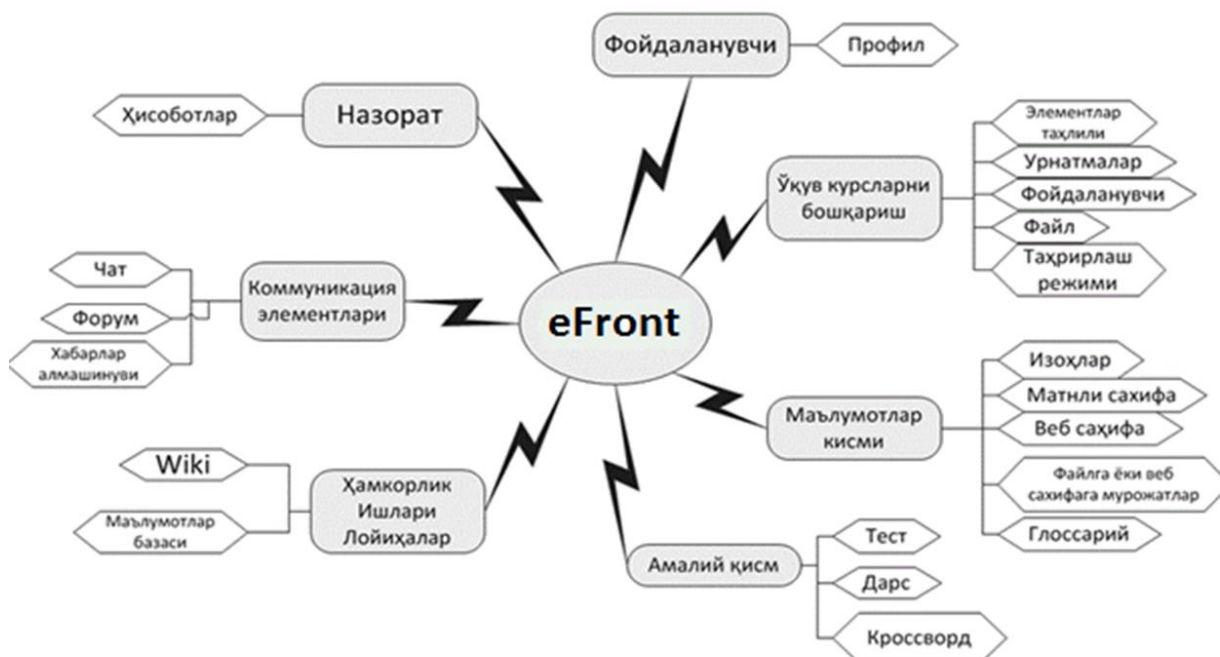 Фойдаланувчи
Профил
Назорат
Ҳисоботлар
Ўқув курсларни
бошқариш
Элементлар
таҳлили
Урнатмалар
Фойдаланувчи
Файл
Таҳрирлаш
режими
Коммуникация
элементлари
Чат
Форум
Хабарлар
алмашинуви
eFront
Маълумотлар
кисми
Изоҳлар
Матнли сахифа
Веб саҳифа
Файлга ёки веб
сахифага мурожатлар
Глоссарий
Ҳамкорлик
Ишлари
Лойиҳалар
Wiki
Маълумотлар
базаси
Амалий қисм
Тест
Дарс
Кроссворд